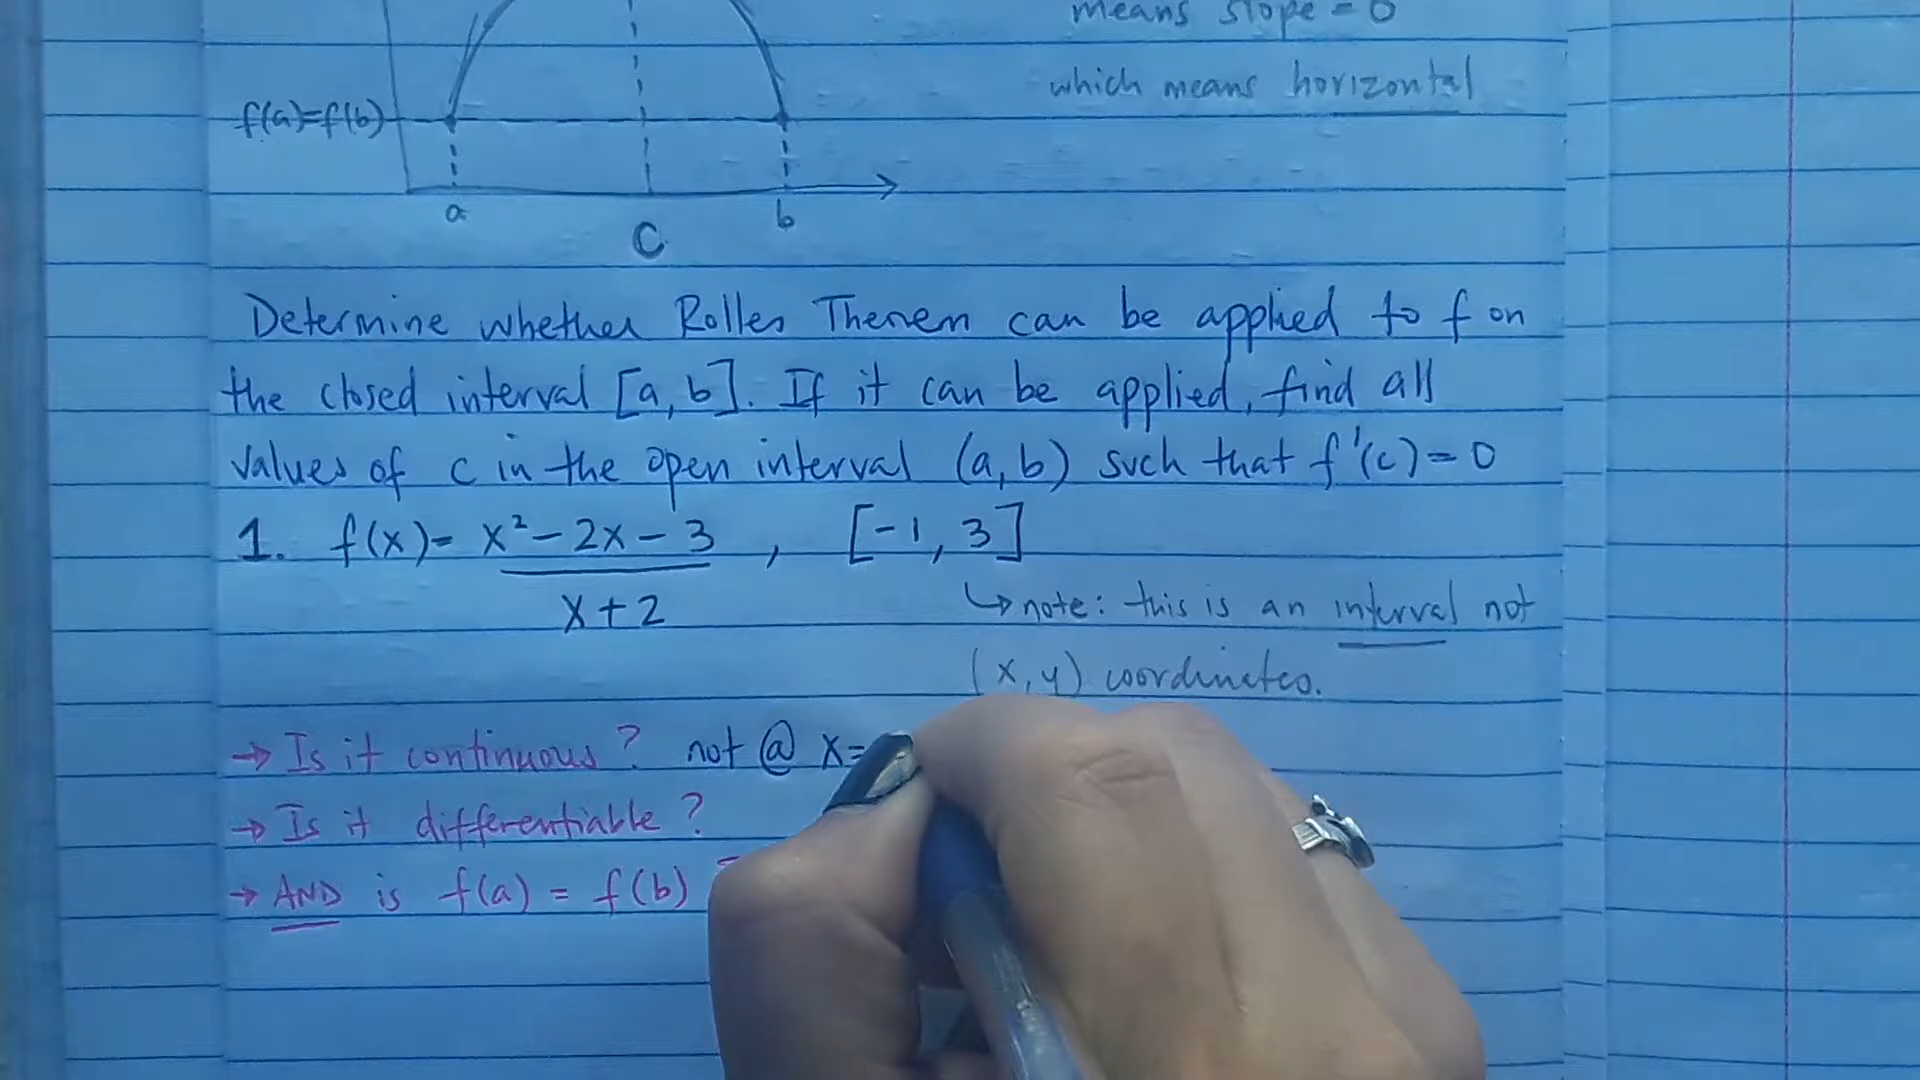 means slope = 0
which means horizontal
f(a)=f(b)
a
b
C
Determine whether Rolles Theorem can be applied to f on
the closed interval [a, b]. If it can be applied, find all
values of c in the open interval (a, b) such that f'(c) = 0
1. f(x) = x² - 2x - 3 , [-1, 3]
x + 2
↳ note: this is an interval not
(x, y) coordinates.
→ Is it continuous? not @ x=
→ Is it differentiable?
→ AND is f(a) = f(b)